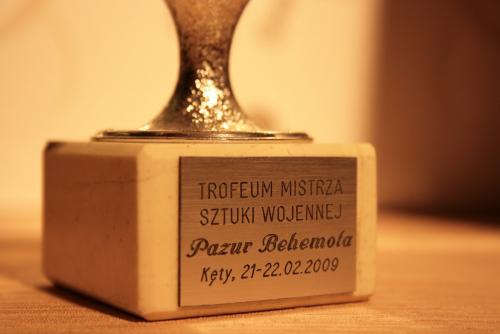 TROFEUM MISTRZA
SZTUKI WOJENNEJ
Pazur Behemota
Kęty, 21-22.02.2009